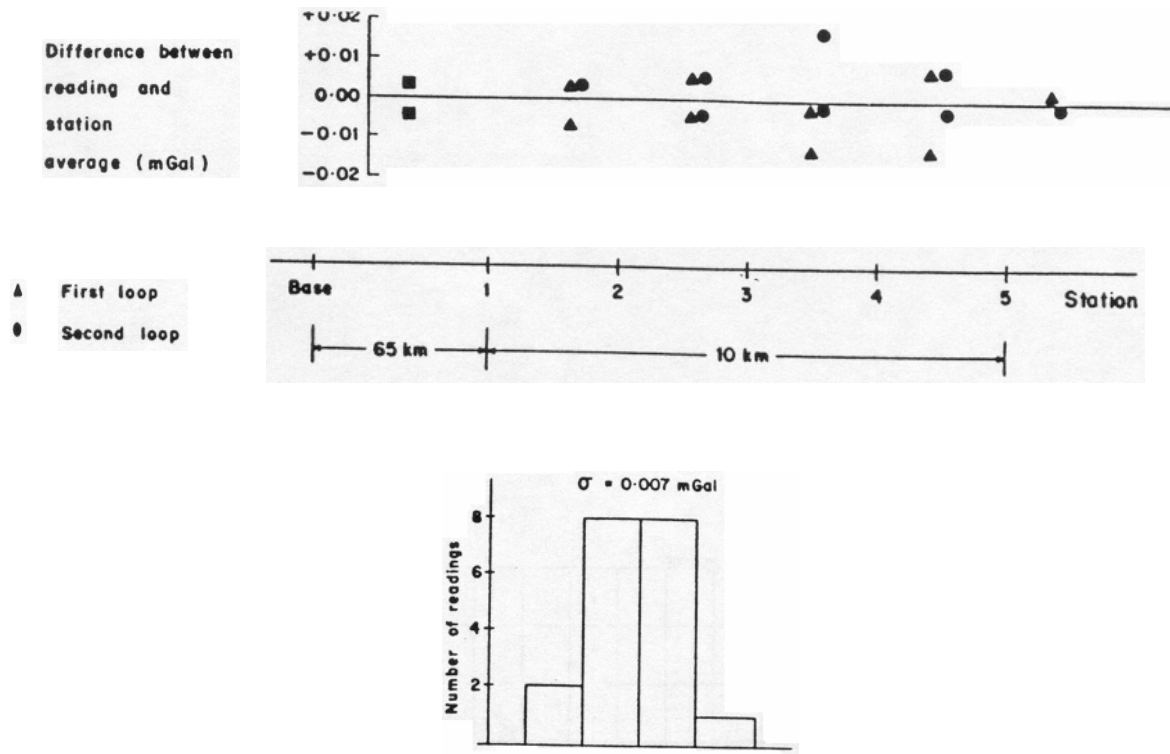 +0.02
Difference between
+0.01
reading and
0.00
station
-0.01
average (mGal)
-0.02
Base 1 2 3 4 5 Station
▲ First loop
● Second loop
65 km 10 km
σ = 0.007 mGal
8
6
4
2
Number of readings